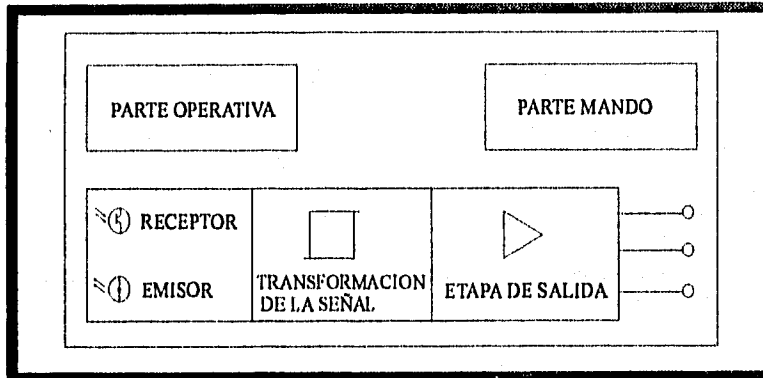 PARTE OPERATIVA
PARTE MANDO
RECEPTOR
EMISOR
TRANSFORMACION
DE LA SEÑAL
ETAPA DE SALIDA